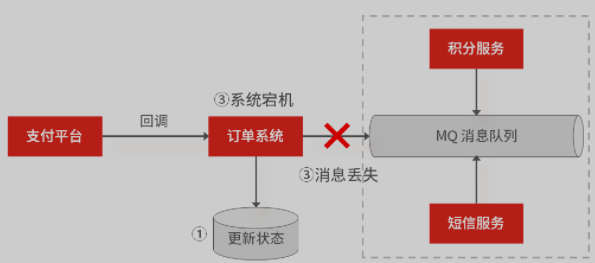 积分服务
③系统宕机
回调
支付平台
订单系统
MQ 消息队列
③消息丢失
①
更新状态
短信服务